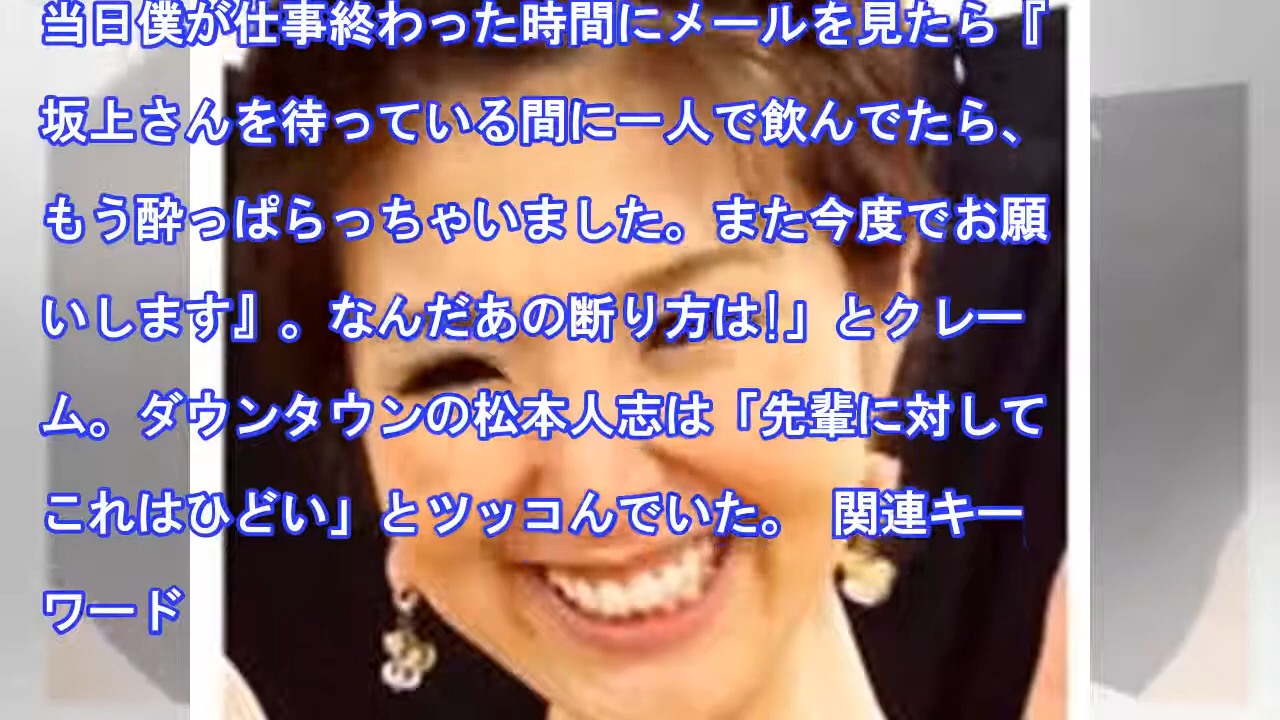 当日僕が仕事終わった時間にメールを見たら『
坂上さんを待っている間に一人で飲んでたら、
もう酔っぱらっちゃいました。また今度でお願
いします』。なんだあの断り方は!」とクレー
ム。ダウンタウンの松本人志は「先輩に対して
これはひどい」とツッコんでいた。 関連キー
ワード